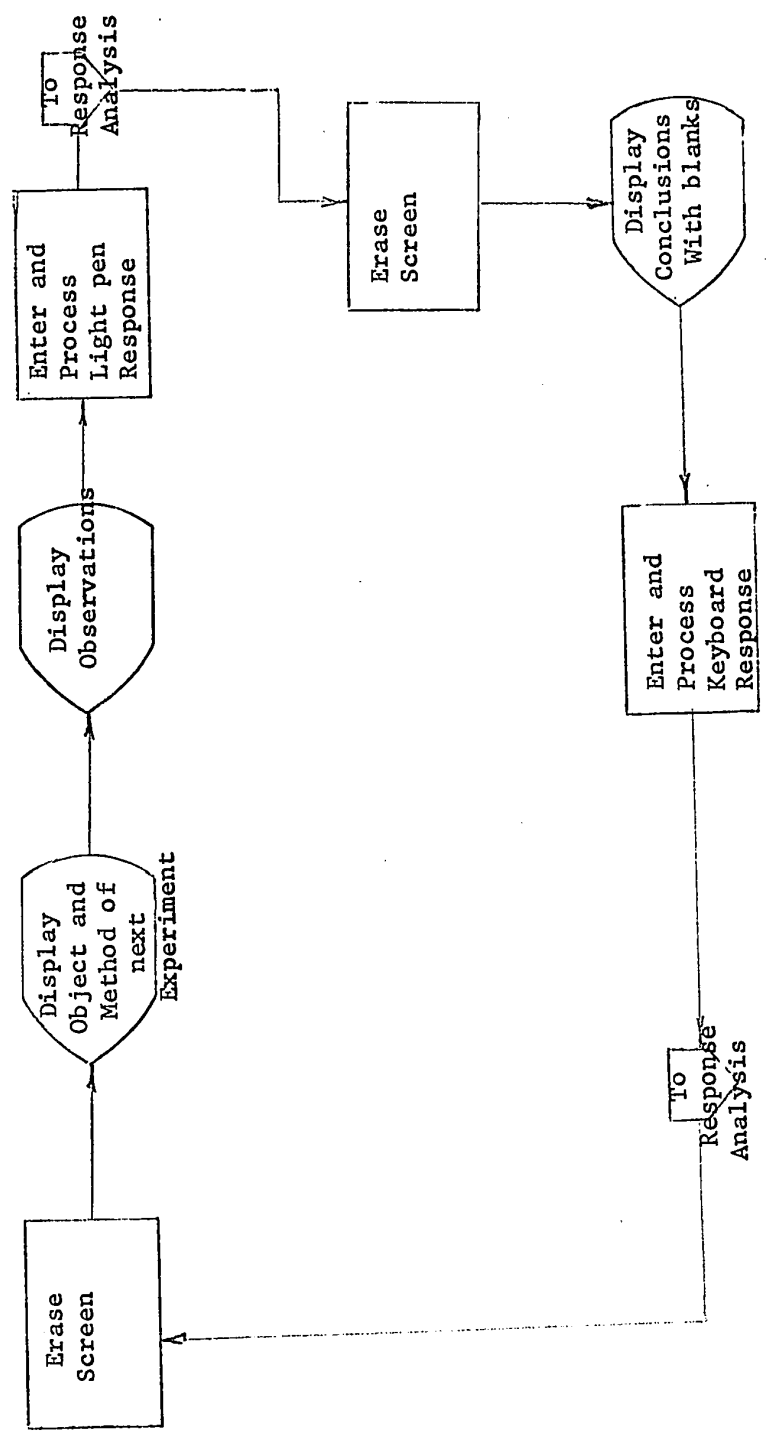 Erase
Screen
Display
Object and
Method of
next
Experiment
Display
Observations
Enter and
Process
Light pen
Response
To
Response
Analysis
Erase
Screen
Display
Conclusions
With blanks
Enter and
Process
Keyboard
Response
To
Response
Analysis